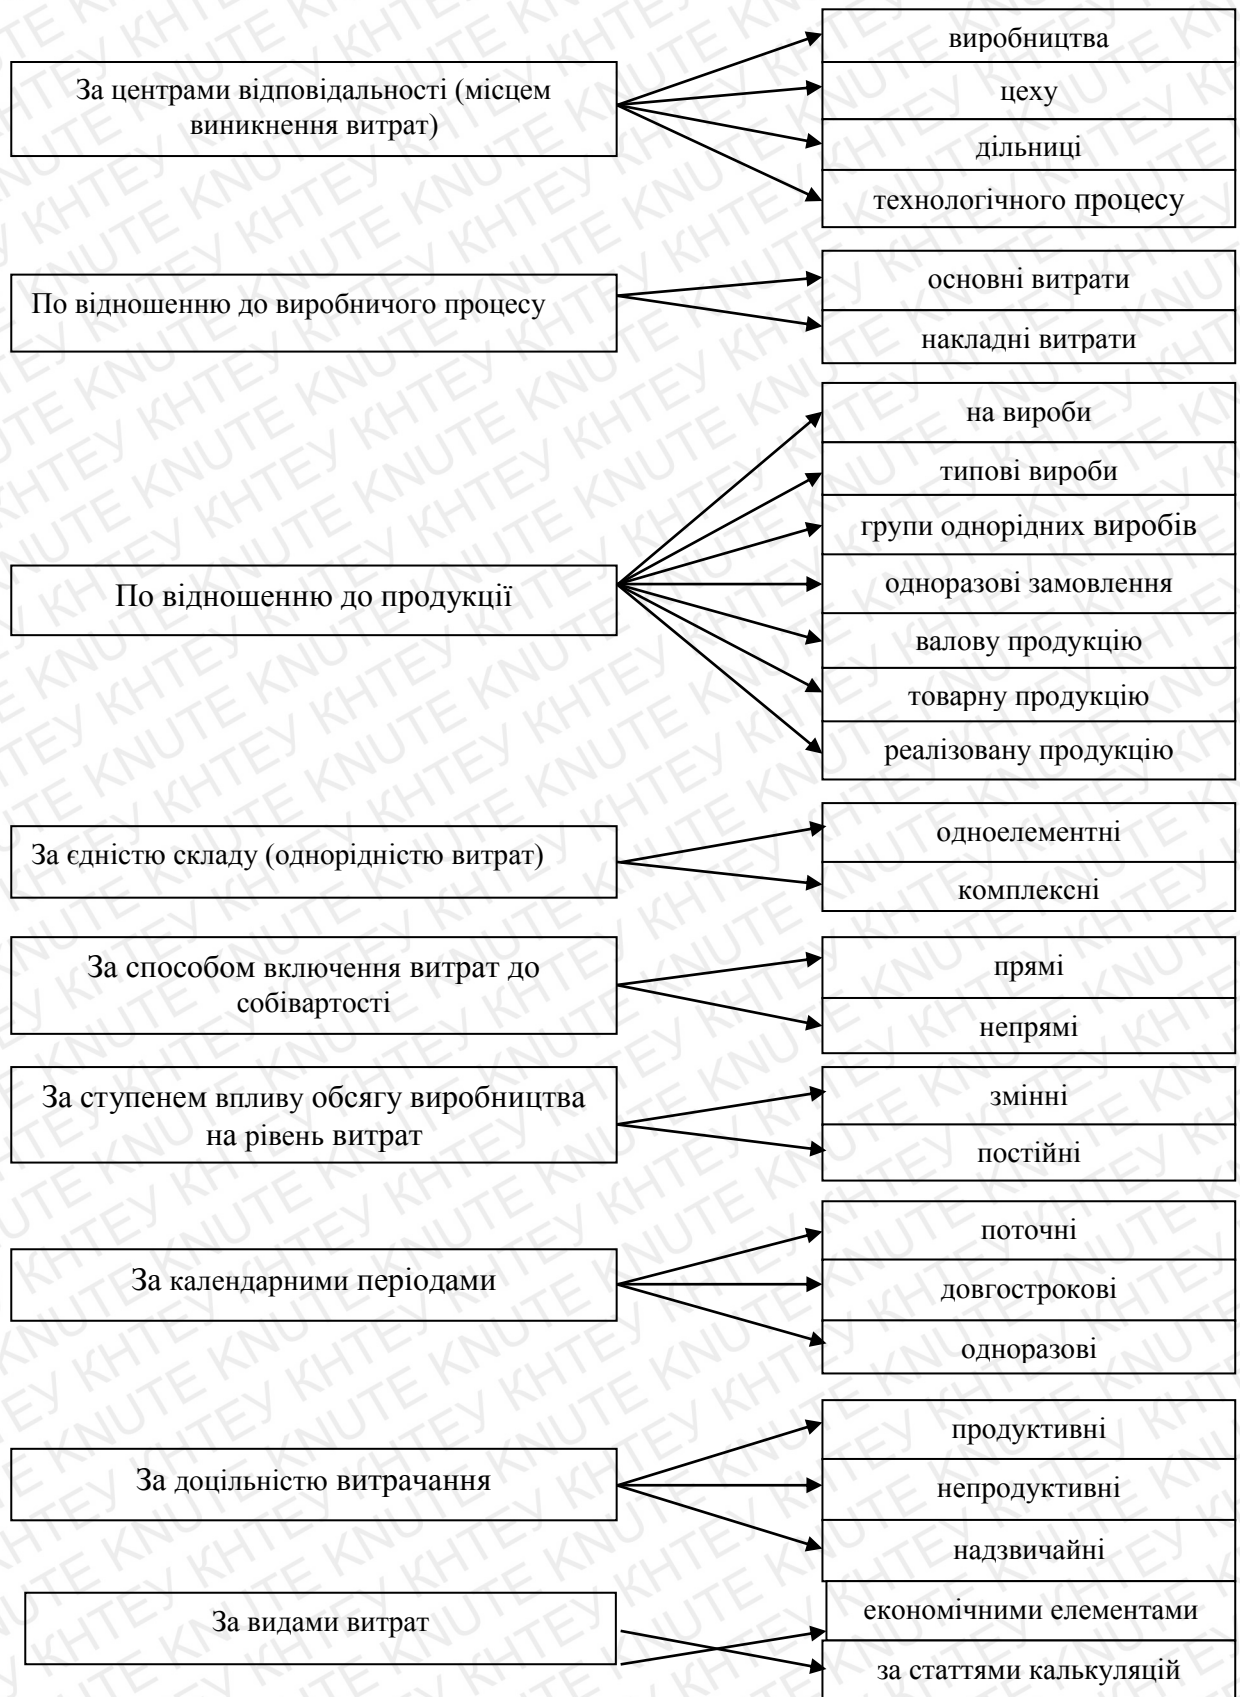 виробництва
За центрами відповідальності (місцем
виникнення витрат)
цеху
дільниці
технологічного процесу
По відношенню до виробничого процесу
основні витрати
накладні витрати
По відношенню до продукції
на вироби
типові вироби
групи однорідних виробів
одноразові замовлення
валову продукцію
товарну продукцію
реалізовану продукцію
За єдністю складу (однорідністю витрат)
одноелементні
комплексні
За способом включення витрат до
собівартості
прямі
непрямі
За ступенем впливу обсягу виробництва
на рівень витрат
змінні
постійні
За календарними періодами
поточні
довгострокові
одноразові
За доцільністю витрачання
продуктивні
непродуктивні
надзвичайні
За видами витрат
економічними елементами
за статтями калькуляцій